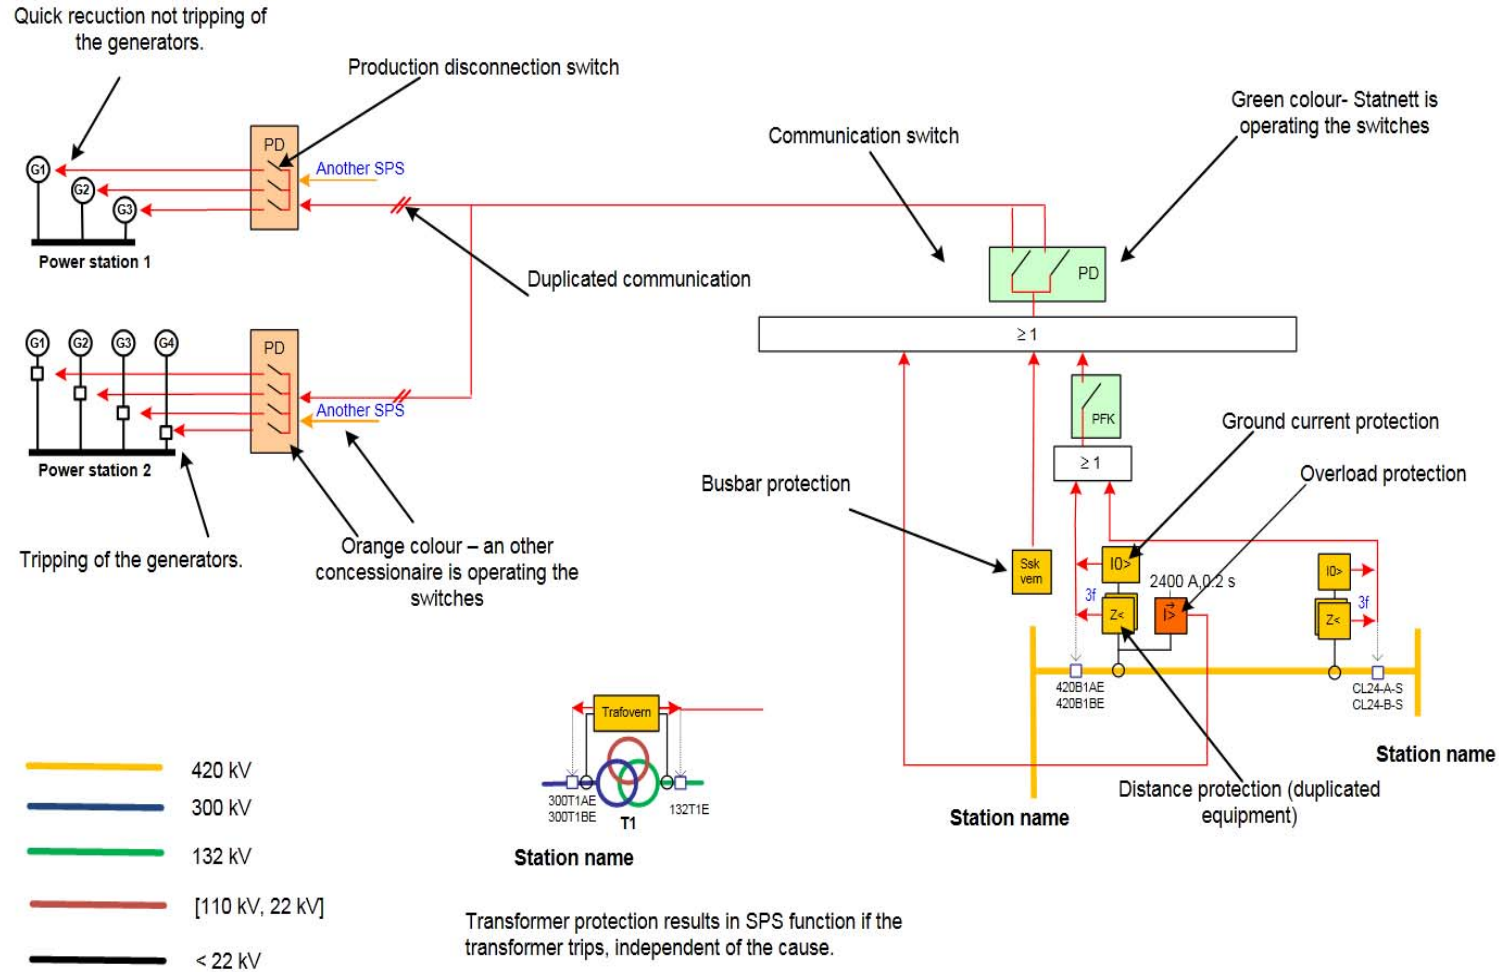 Quick recuction not tripping of
the generators.
Production disconnection switch
Green colour- Statnett is
operating the switches
Communication switch
PD
Another SPS
G1
G2
G3
Power station 1
PD
Duplicated communication
≥ 1
G1
G2
G3
G4
PD
Another SPS
Power station 2
PFK
Ground current protection
≥ 1
Overload protection
Busbar protection
Tripping of the generators.
Orange colour – an other
concessionaire is operating the
switches
Ssk
vern
I0>
2400 A,0.2 s
3f
Z<
I>
I0>
3f
Z<
420B1AE
420B1BE
CL24-A-S
CL24-B-S
Trafovern
Station name
420 kV
300 kV
132 kV
[110 kV, 22 kV]
< 22 kV
300T1AE
300T1BE
T1
132T1E
Station name
Station name
Distance protection (duplicated
equipment)
Transformer protection results in SPS function if the
transformer trips, independent of the cause.